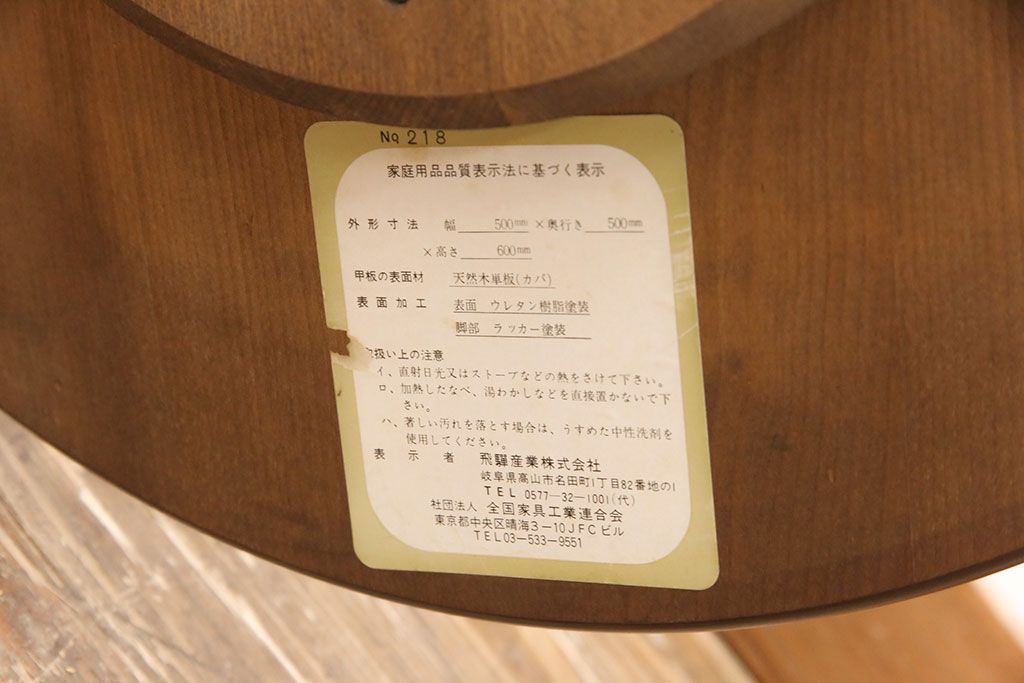 No 218
家庭用品品質表示法に基づく表示
外形寸法 幅 500mm ×奥行き 500mm
×高さ 600mm
甲板の表面材 天然木単板(カバ)
表面加工 表面 ウレタン樹脂塗装
脚部 ラッカー塗装
扱い上の注意
イ、直射日光又はストーブなどの熱をさけて下さい。
ロ、加熱したなべ、湯わかしなどを直接置かないで下
さい。
ハ、著しい汚れを落とす場合は、うすめた中性洗剤を
使用してください。
表示者 飛驒産業株式会社
岐阜県高山市名田町1丁目82番地の1
TEL 0577-32-1001(代)
社団法人 全国家具工業連合会
東京都中央区晴海3-10JFCビル
TEL03-533-9551